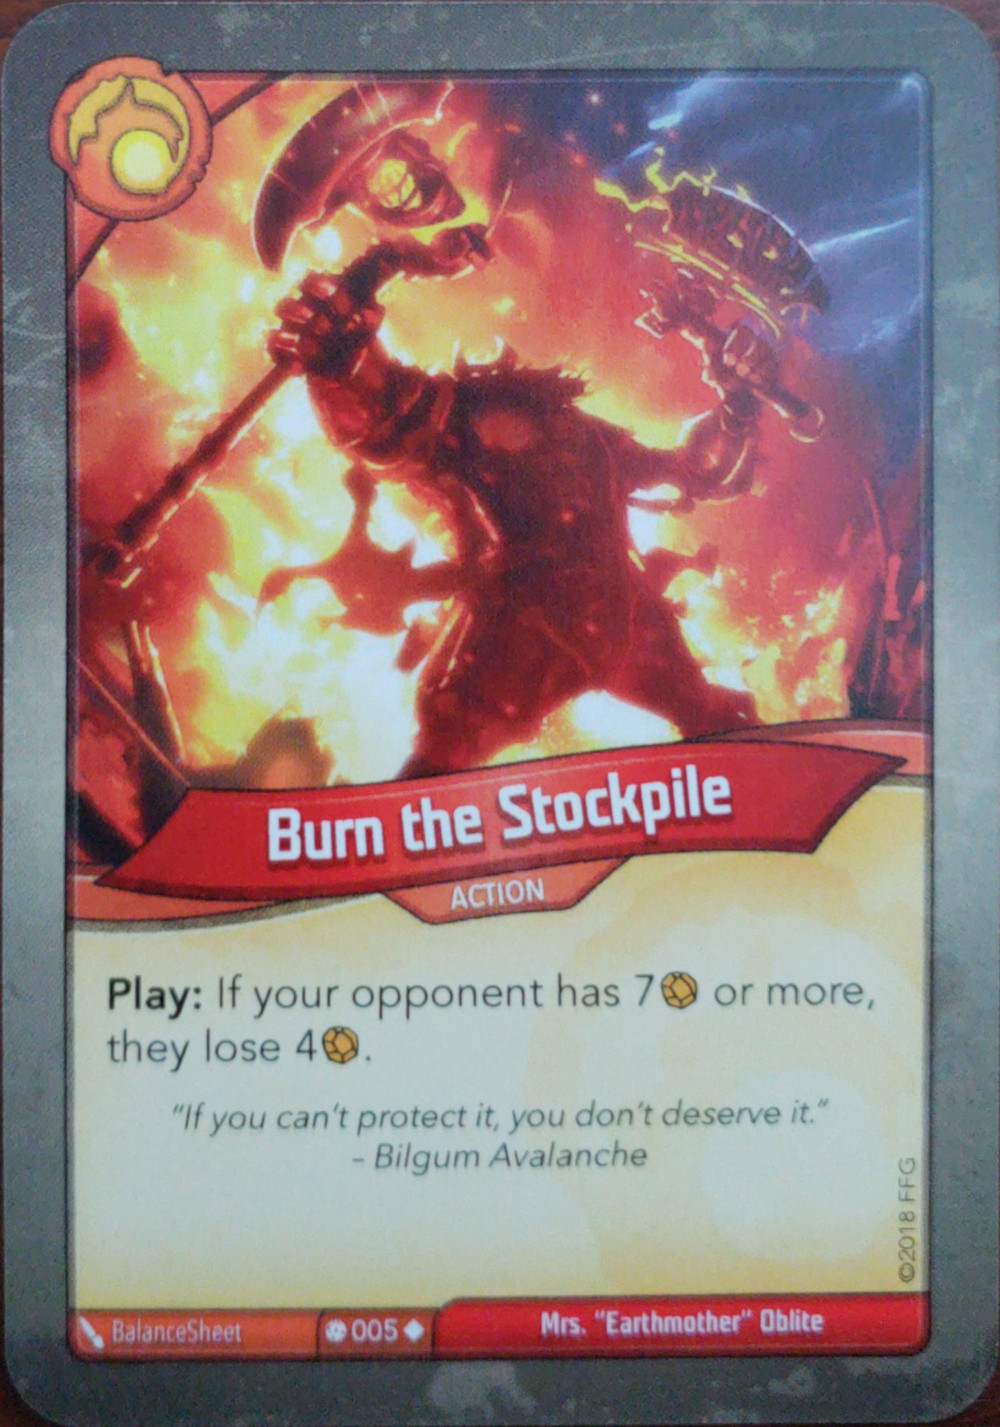 Burn the Stockpile
ACTION
Play: If your opponent has 7 or more,
they lose 4.
“If you can’t protect it, you don’t deserve it.”
– Bilgum Avalanche
©2018 FFG
BalanceSheet
005
Mrs. "Earthmother" Oblite